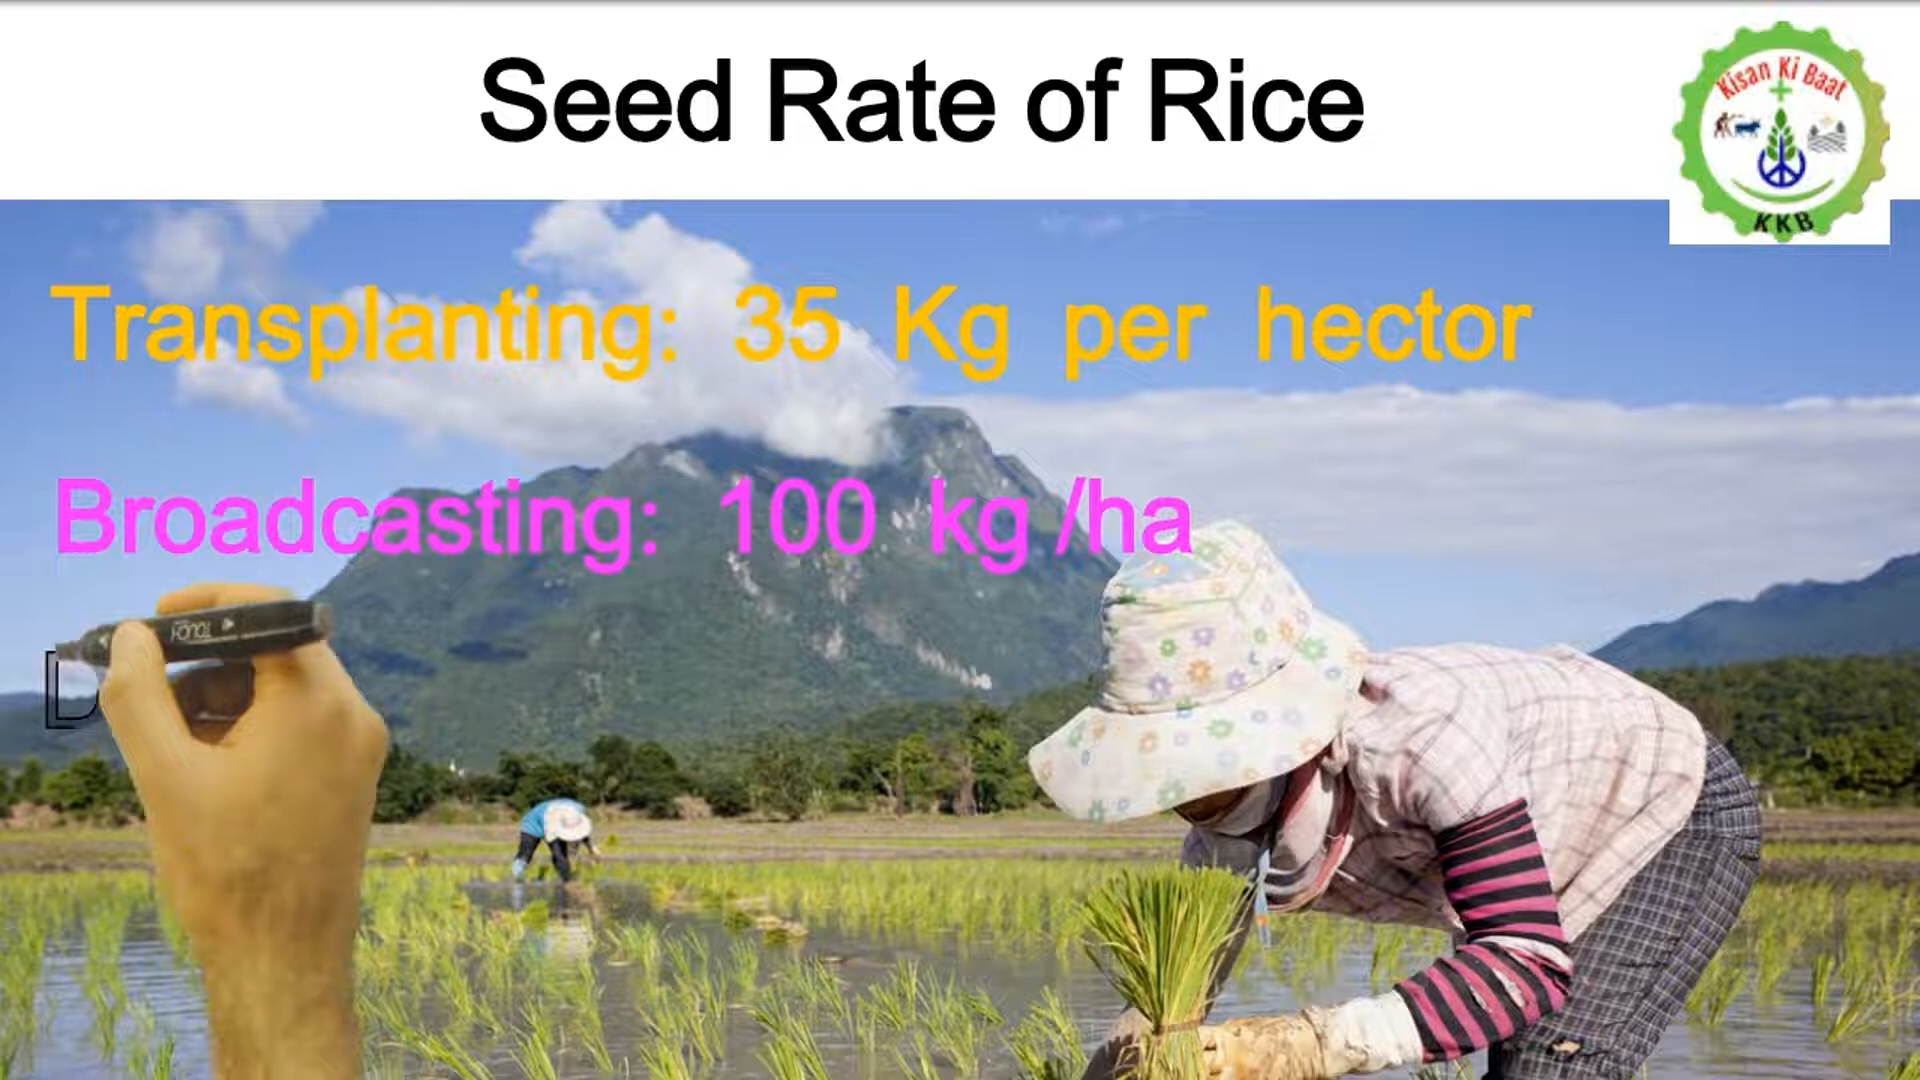 Seed Rate of Rice
Kisan Ki Baat
KKB
Transplanting: 35 Kg per hector
Broadcasting: 100 kg /ha
D